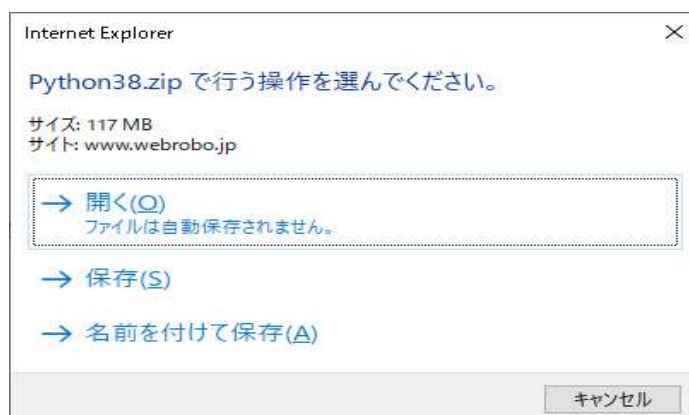 Internet Explorer
Python38.zip で行う操作を選んでください。
サイズ: 117 MB
サイト: www.webrobo.jp
→ 開く(O)
ファイルは自動保存されません。
→ 保存(S)
→ 名前を付けて保存(A)
キャンセル